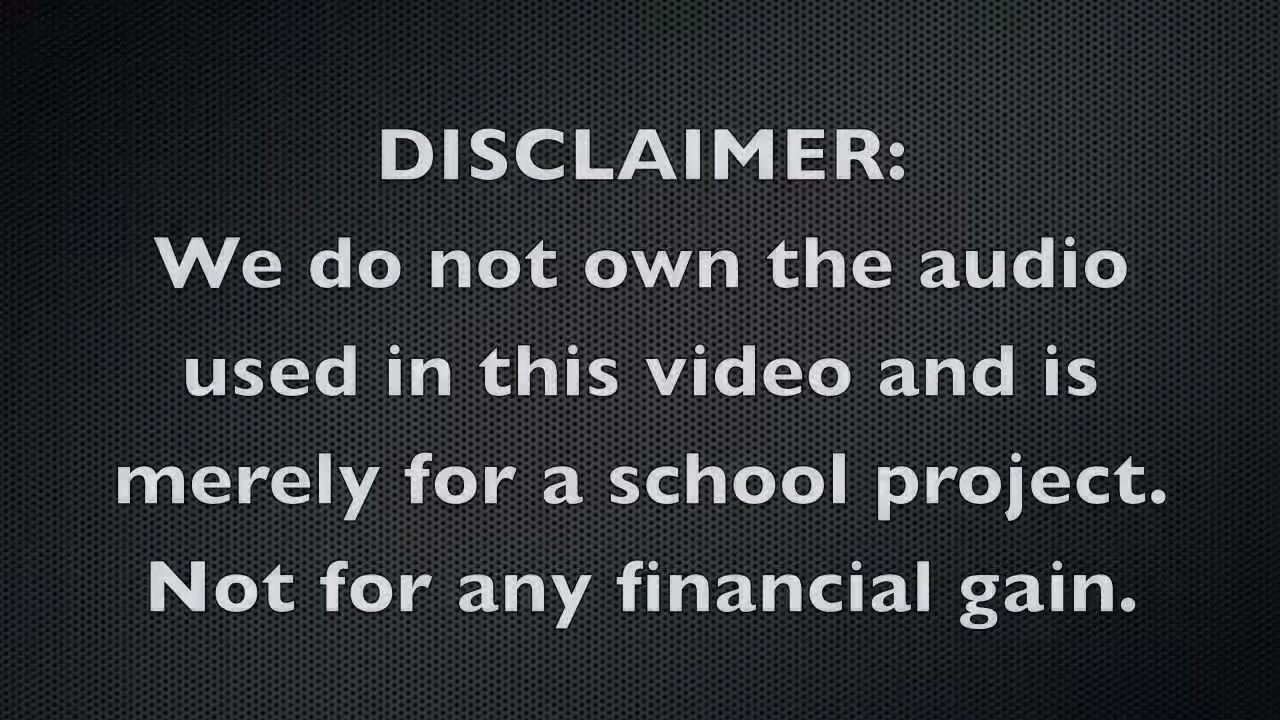 DISCLAIMER:
We do not own the audio
used in this video and is
merely for a school project.
Not for any financial gain.